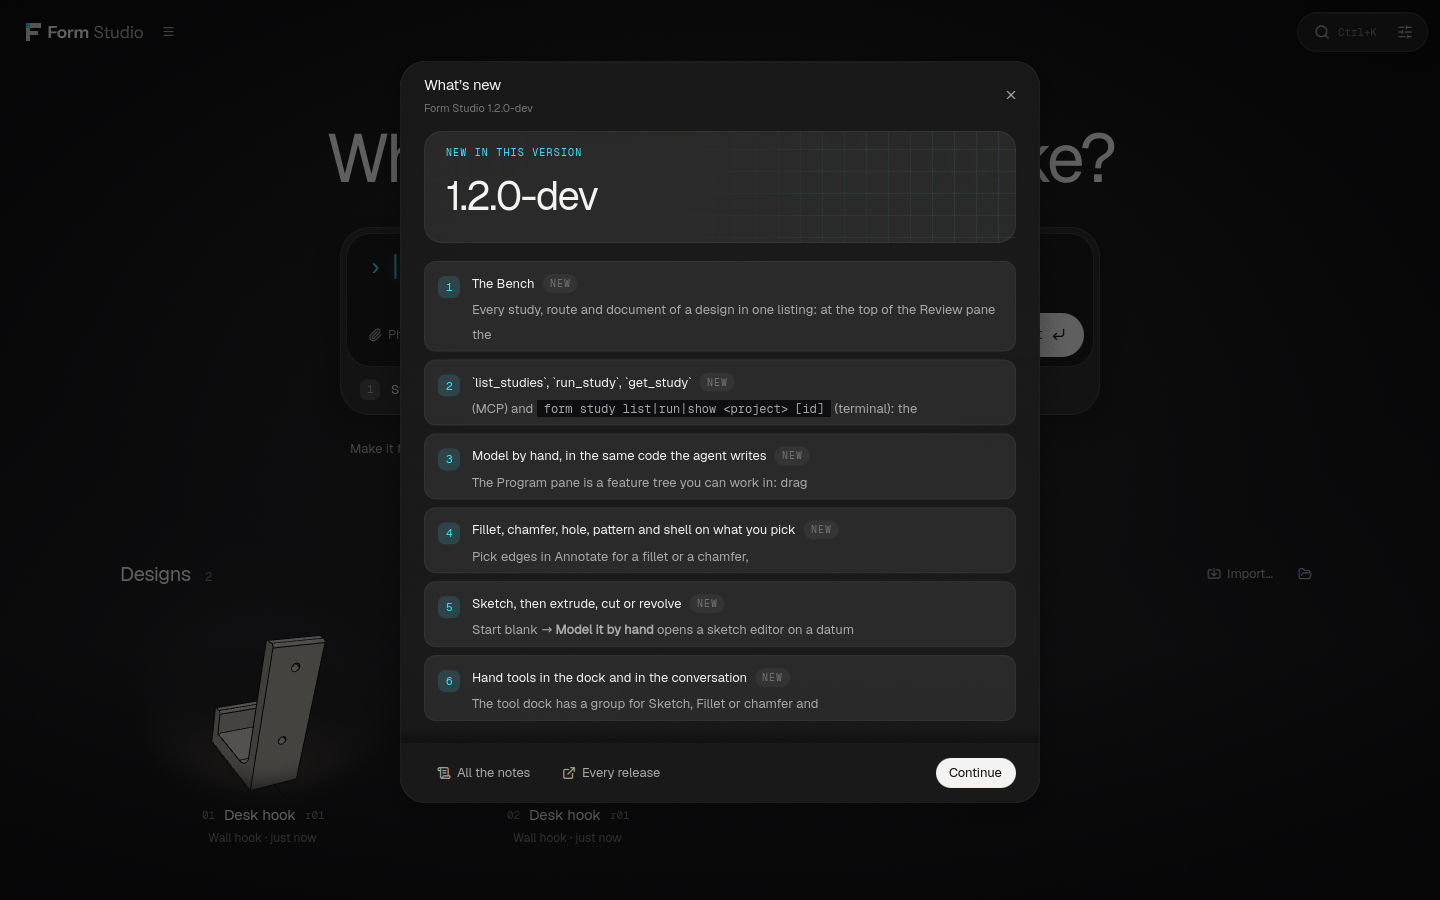 Form Studio
Ctrl+K
What's new
Form Studio 1.2.0-dev
NEW IN THIS VERSION
1.2.0-dev
1 The Bench NEW
Every study, route and document of a design in one listing: at the top of the Review pane
the
2 `list_studies`, `run_study`, `get_study` NEW
(MCP) and form study list|run|show <project> [id] (terminal): the
3 Model by hand, in the same code the agent writes NEW
The Program pane is a feature tree you can work in: drag
4 Fillet, chamfer, hole, pattern and shell on what you pick NEW
Pick edges in Annotate for a fillet or a chamfer,
5 Sketch, then extrude, cut or revolve NEW
Start blank → Model it by hand opens a sketch editor on a datum
6 Hand tools in the dock and in the conversation NEW
The tool dock has a group for Sketch, Fillet or chamfer and
All the notes Every release Continue
ke?
1
Make it
Designs 2
Import...
01 Desk hook r01
Wall hook · just now
02 Desk hook r01
Wall hook · just now